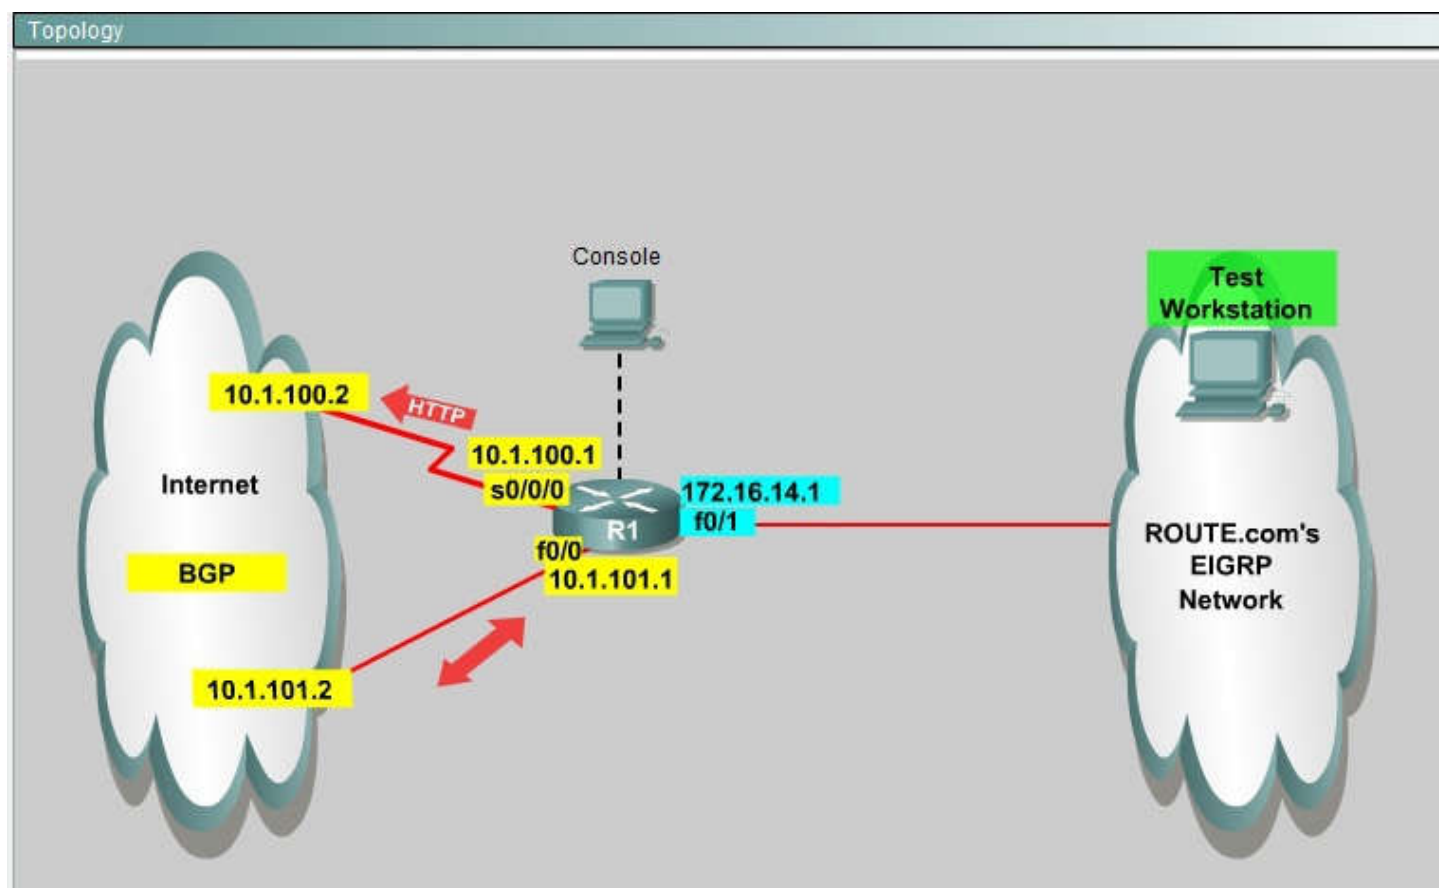 Topology
Console
Test
Workstation
10.1.100.2
HTTP
10.1.100.1
s0/0/0
172.16.14.1
f0/1
R1
f0/0
10.1.101.1
Internet
BGP
10.1.101.2
ROUTE.com's
EIGRP
Network